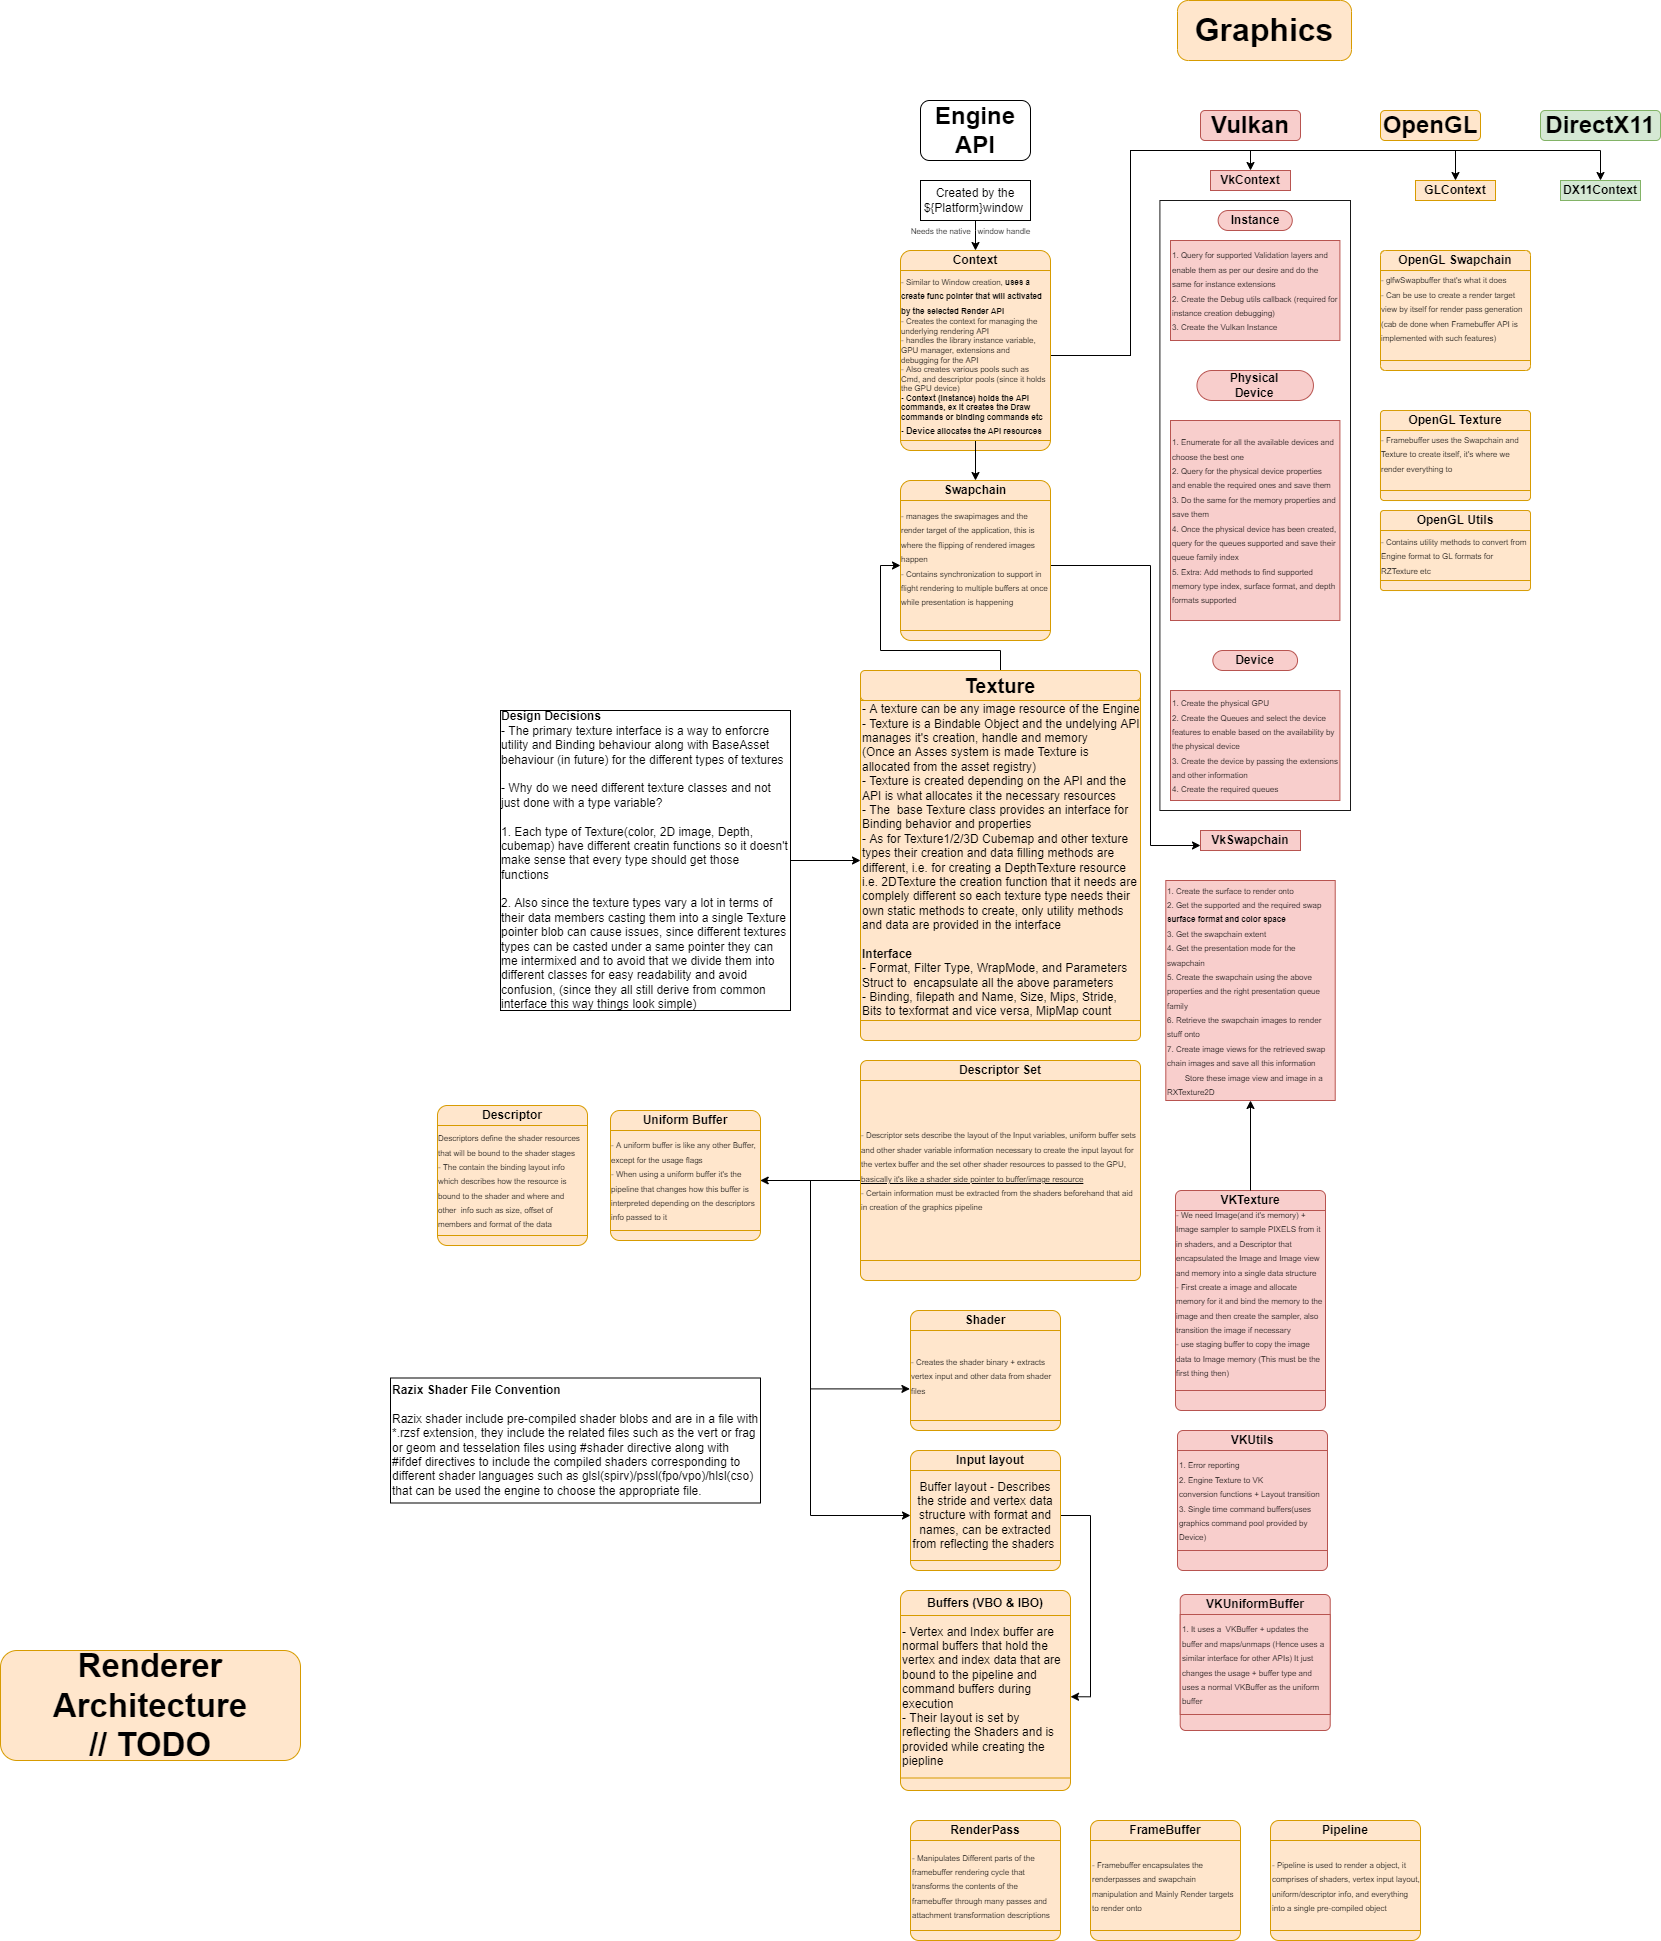 Graphics
Engine
API
Vulkan
OpenGL
DirectX11
VkContext
GLContext
DX11Context
Created by the
${Platform}window
Needs the native window handle
Context
- Similar to Window creation, uses a
create func pointer that will activated
by the selected Render API
- Creates the context for managing the
underlying rendering API
- handles the library instance variable,
GPU manager, extensions and
debugging for the API
- Also creates various pools such as
Cmd, and descriptor pools (since it holds
the GPU device)
- Context (Instance) holds the API
commands, ex it creates the Draw
commands or binding commands etc
- Device allocates the API resources
Instance
1. Query for supported Validation layers and
enable them as per our desire and do the
same for instance extensions
2. Create the Debug utils callback (required for
instance creation debugging)
3. Create the Vulkan Instance
Physical
Device
1. Enumerate for all the available devices and
choose the best one
2. Query for the physical device properties
and enable the required ones and save them
3. Do the same for the memory properties and
save them
4. Once the physical device has been created,
query for the queues supported and save their
queue family index
5. Extra: Add methods to find supported
memory type index, surface format, and depth
formats supported
Device
1. Create the physical GPU
2. Create the Queues and select the device
features to enable based on the availability by
the physical device
3. Create the device by passing the extensions
and other information
4. Create the required queues
OpenGL Swapchain
- glfwSwapbuffer that's what it does
- Can be use to create a render target
view by itself for render pass generation
(cab de done when Framebuffer API is
implemented with such features)
OpenGL Texture
- Framebuffer uses the Swapchain and
Texture to create itself, it's where we
render everything to
OpenGL Utils
- Contains utility methods to convert from
Engine format to GL formats for
RZTexture etc
Swapchain
- manages the swapimages and the
render target of the application, this is
where the flipping of rendered images
happen
- Contains synchronization to support in
flight rendering to multiple buffers at once
while presentation is happening
Texture
- A texture can be any image resource of the Engine
- Texture is a Bindable Object and the undelying API
manages it's creation, handle and memory
(Once an Asses system is made Texture is
allocated from the asset registry)
- Texture is created depending on the API and the
API is what allocates it the necessary resources
- The  base Texture class provides an interface for
Binding behavior and properties
- As for Texture1/2/3D Cubemap and other texture
types their creation and data filling methods are
different, i.e. for creating a DepthTexture resource
i.e. 2DTexture the creation function that it needs are
complely different so each texture type needs their
own static methods to create, only utility methods
and data are provided in the interface
Interface
- Format, Filter Type, WrapMode, and Parameters
Struct to  encapsulate all the above parameters
- Binding, filepath and Name, Size, Mips, Stride,
Bits to texformat and vice versa, MipMap count
Design Decisions
- The primary texture interface is a way to enforcre
utility and Binding behaviour along with BaseAsset
behaviour (in future) for the different types of textures
- Why do we need different texture classes and not
just done with a type variable?
1. Each type of Texture(color, 2D image, Depth,
cubemap) have different creatin functions so it doesn't
make sense that every type should get those
functions
2. Also since the texture types vary a lot in terms of
their data members casting them into a single Texture
pointer blob can cause issues, since different textures
types can be casted under a same pointer they can
me intermixed and to avoid that we divide them into
different classes for easy readability and avoid
confusion, (since they all still derive from common
interface this way things look simple)
VkSwapchain
1. Create the surface to render onto
2. Get the supported and the required swap
surface format and color space
3. Get the swapchain extent
4. Get the presentation mode for the
swapchain
5. Create the swapchain using the above
properties and the right presentation queue
family
6. Retrieve the swapchain images to render
stuff onto
7. Create image views for the retrieved swap
chain images and save all this information
Store these image view and image in a
RXTexture2D
Descriptor Set
- Descriptor sets describe the layout of the Input variables, uniform buffer sets
and other shader variable information necessary to create the input layout for
the vertex buffer and the set other shader resources to passed to the GPU,
basically it's like a shader side pointer to buffer/image resource
- Certain information must be extracted from the shaders beforehand that aid
in creation of the graphics pipeline
Descriptor
Descriptors define the shader resources
that will be bound to the shader stages
- The contain the binding layout info
which describes how the resource is
bound to the shader and where and
other  info such as size, offset of
members and format of the data
Uniform Buffer
- A uniform buffer is like any other Buffer,
except for the usage flags
- When using a uniform buffer it's the
pipeline that changes how this buffer is
interpreted depending on the descriptors
info passed to it
VKTexture
- We need Image(and it's memory) +
Image sampler to sample PIXELS from it
in shaders, and a Descriptor that
encapsulated the Image and Image view
and memory into a single data structure
- First create a image and allocate
memory for it and bind the memory to the
image and then create the sampler, also
transition the image if necessary
- use staging buffer to copy the image
data to Image memory (This must be the
first thing then)
Shader
- Creates the shader binary + extracts
vertex input and other data from shader
files
Razix Shader File Convention
Razix shader include pre-compiled shader blobs and are in a file with
*.rzsf extension, they include the related files such as the vert or frag
or geom and tesselation files using #shader directive along with
#ifdef directives to include the compiled shaders corresponding to
different shader languages such as glsl(spirv)/pssl(fpo/vpo)/hlsl(cso)
that can be used the engine to choose the appropriate file.
Input layout
Buffer layout - Describes
the stride and vertex data
structure with format and
names, can be extracted
from reflecting the shaders
VKUtils
1. Error reporting
2. Engine Texture to VK
conversion functions + Layout transition
3. Single time command buffers(uses
graphics command pool provided by
Device)
Buffers (VBO & IBO)
- Vertex and Index buffer are
normal buffers that hold the
vertex and index data that are
bound to the pipeline and
command buffers during
execution
- Their layout is set by
reflecting the Shaders and is
provided while creating the
piepline
VKUniformBuffer
1. It uses a  VKBuffer + updates the
buffer and maps/unmaps (Hence uses a
similar interface for other APIs) It just
changes the usage + buffer type and
uses a normal VKBuffer as the uniform
buffer
Renderer
Architecture
// TODO
RenderPass
- Manipulates Different parts of the
framebuffer rendering cycle that
transforms the contents of the
framebuffer through many passes and
attachment transformation descriptions
FrameBuffer
- Framebuffer encapsulates the
renderpasses and swapchain
manipulation and Mainly Render targets
to render onto
Pipeline
- Pipeline is used to render a object, it
comprises of shaders, vertex input layout,
uniform/descriptor info, and everything
into a single pre-compiled object